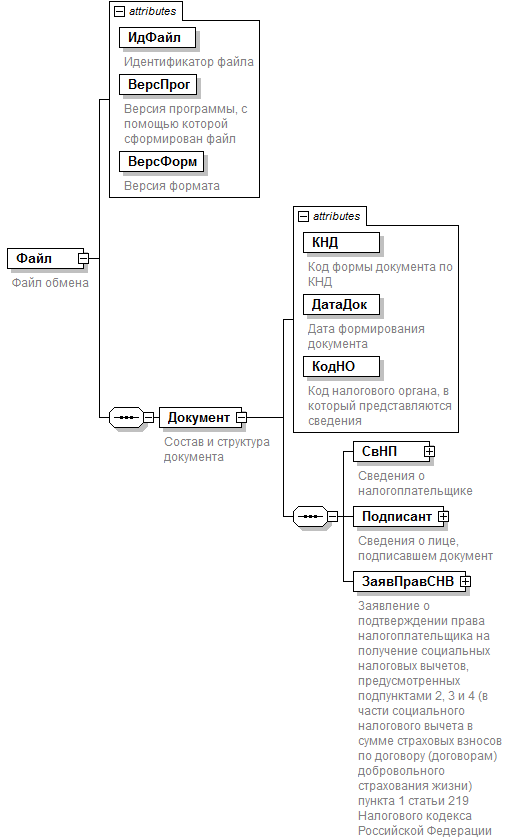 attributes
ИдФайл
Идентификатор файла
ВерсПрог
Версия программы, с
помощью которой
сформирован файл
ВерсФорм
Версия формата
Файл
Файл обмена
attributes
КНД
Код формы документа по
КНД
ДатаДок
Дата формирования
документа
КодНО
Код налогового органа, в
который представляются
сведения
Документ
Состав и структура
документа
СвНП
Сведения о
налогоплательщике
Подписант
Сведения о лице,
подписавшем документ
ЗаявПравСНВ
Заявление о
подтверждении права
налогоплательщика на
получение социальных
налоговых вычетов,
предусмотренных
подпунктами 2, 3 и 4 (в
части социального
налогового вычета в
сумме страховых взносов
по договору (договорам)
добровольного
страхования жизни)
пункта 1 статьи 219
Налогового кодекса
Российской Федерации